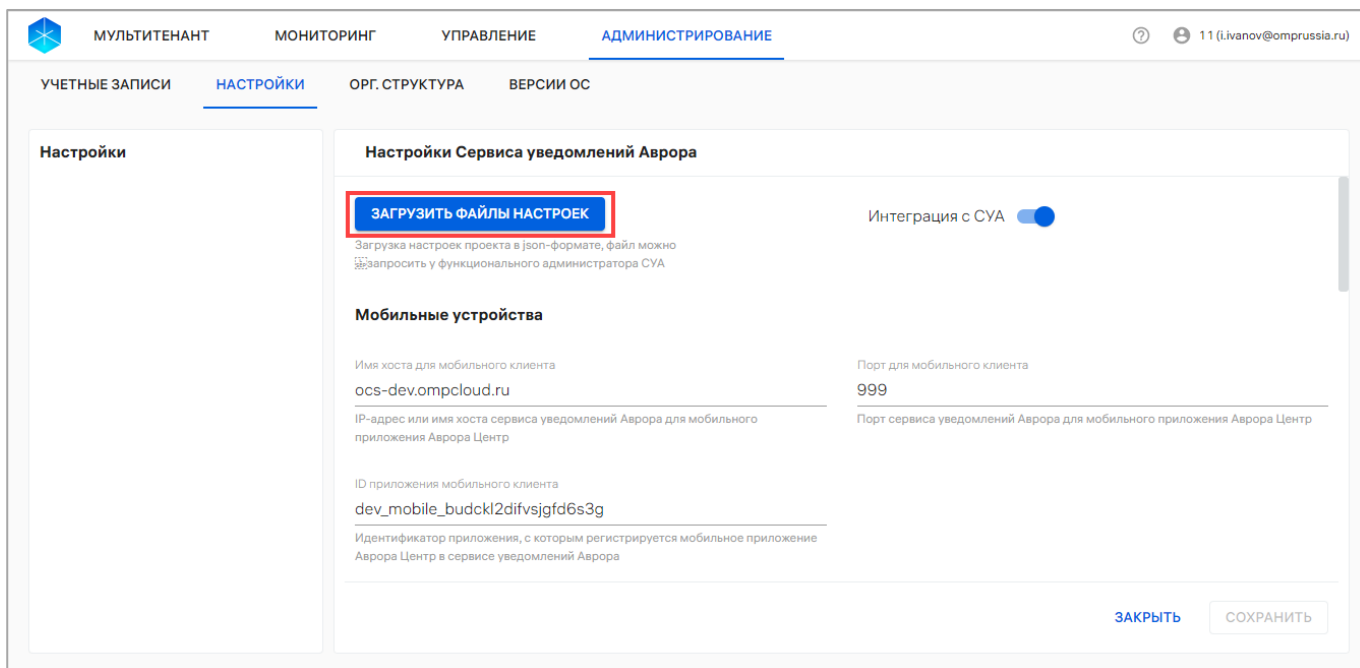 МУЛЬТИТЕНАНТ МОНИТОРИНГ УПРАВЛЕНИЕ АДМИНИСТРИРОВАНИЕ 11 (i.ivanov@omprussia.ru)
УЧЕТНЫЕ ЗАПИСИ НАСТРОЙКИ ОРГ. СТРУКТУРА ВЕРСИИ ОС
Настройки
Настройки Сервиса уведомлений Аврора
ЗАГРУЗИТЬ ФАЙЛЫ НАСТРОЕК
Интеграция с СУА
Загрузка настроек проекта в json-формате, файл можно
запросить у функционального администратора СУА
Мобильные устройства
Имя хоста для мобильного клиента
ocs-dev.ompcloud.ru
IP-адрес или имя хоста сервиса уведомлений Аврора для мобильного
приложения Аврора Центр
Порт для мобильного клиента
999
Порт сервиса уведомлений Аврора для мобильного приложения Аврора Центр
ID приложения мобильного клиента
dev_mobile_budckl2difvsjgfd6s3g
Идентификатор приложения, с которым регистрируется мобильное приложение
Аврора Центр в сервисе уведомлений Аврора
ЗАКРЫТЬ СОХРАНИТЬ